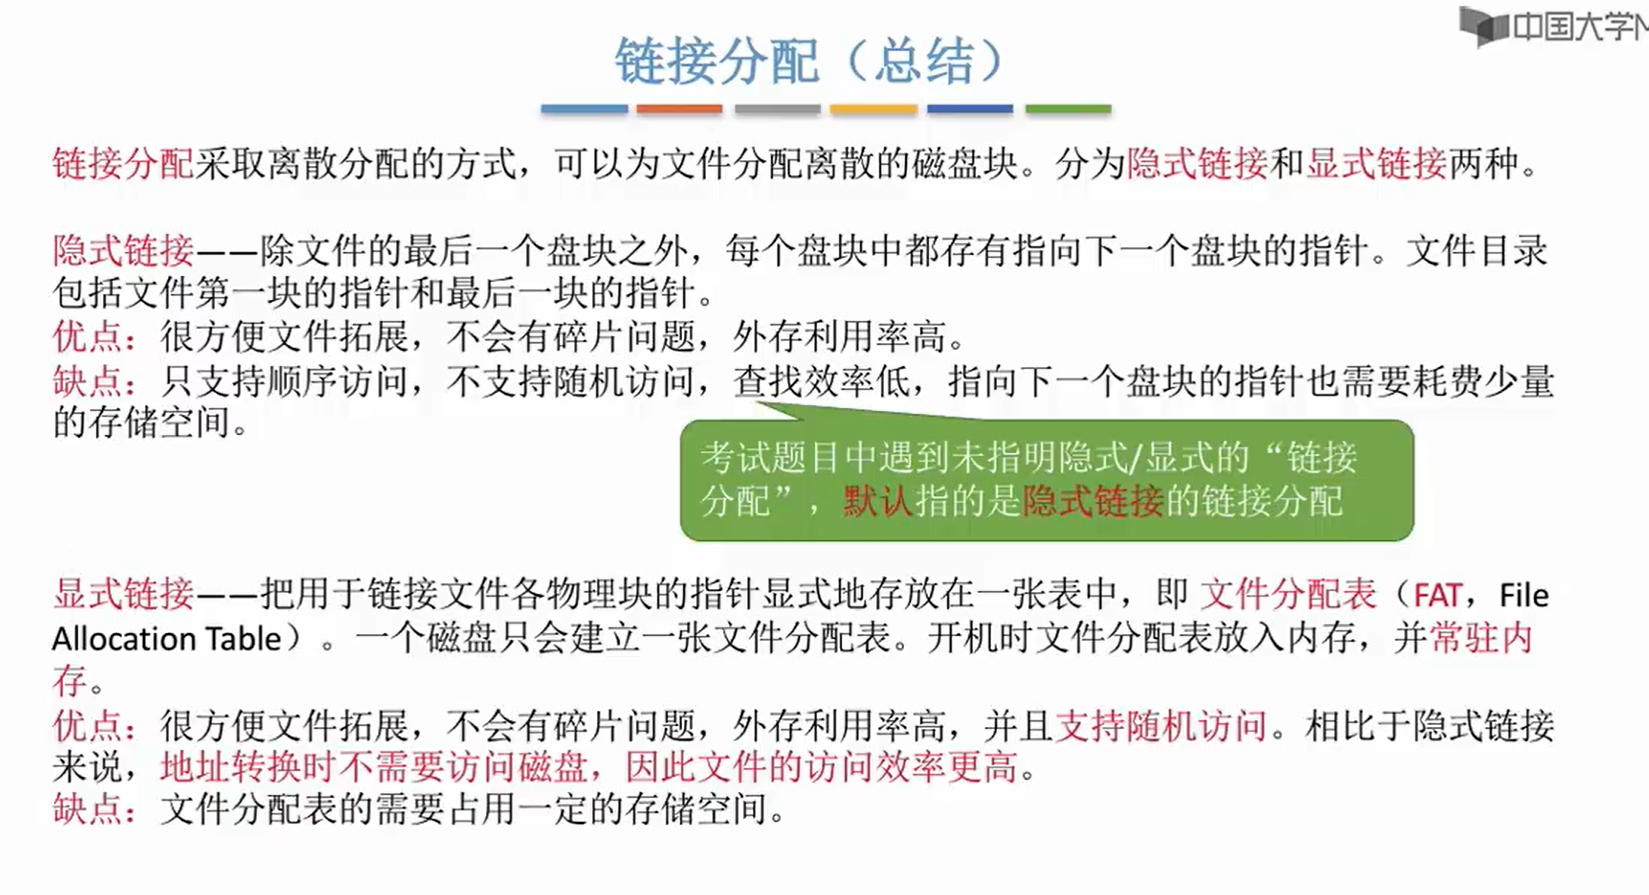 中国大学M
链接分配（总结）
链接分配采取离散分配的方式，可以为文件分配离散的磁盘块。分为隐式链接和显式链接两种。
隐式链接——除文件的最后一个盘块之外，每个盘块中都存有指向下一个盘块的指针。文件目录
包括文件第一块的指针和最后一块的指针。
优点：很方便文件拓展，不会有碎片问题，外存利用率高。
缺点：只支持顺序访问，不支持随机访问，查找效率低，指向下一个盘块的指针也需要耗费少量
的存储空间。
考试题目中遇到未指明隐式/显式的“链接
分配”，默认指的是隐式链接的链接分配
显式链接——把用于链接文件各物理块的指针显式地存放在一张表中，即 文件分配表（FAT，File
Allocation Table）。一个磁盘只会建立一张文件分配表。开机时文件分配表放入内存，并常驻内
存。
优点：很方便文件拓展，不会有碎片问题，外存利用率高，并且支持随机访问。相比于隐式链接
来说，地址转换时不需要访问磁盘，因此文件的访问效率更高。
缺点：文件分配表的需要占用一定的存储空间。